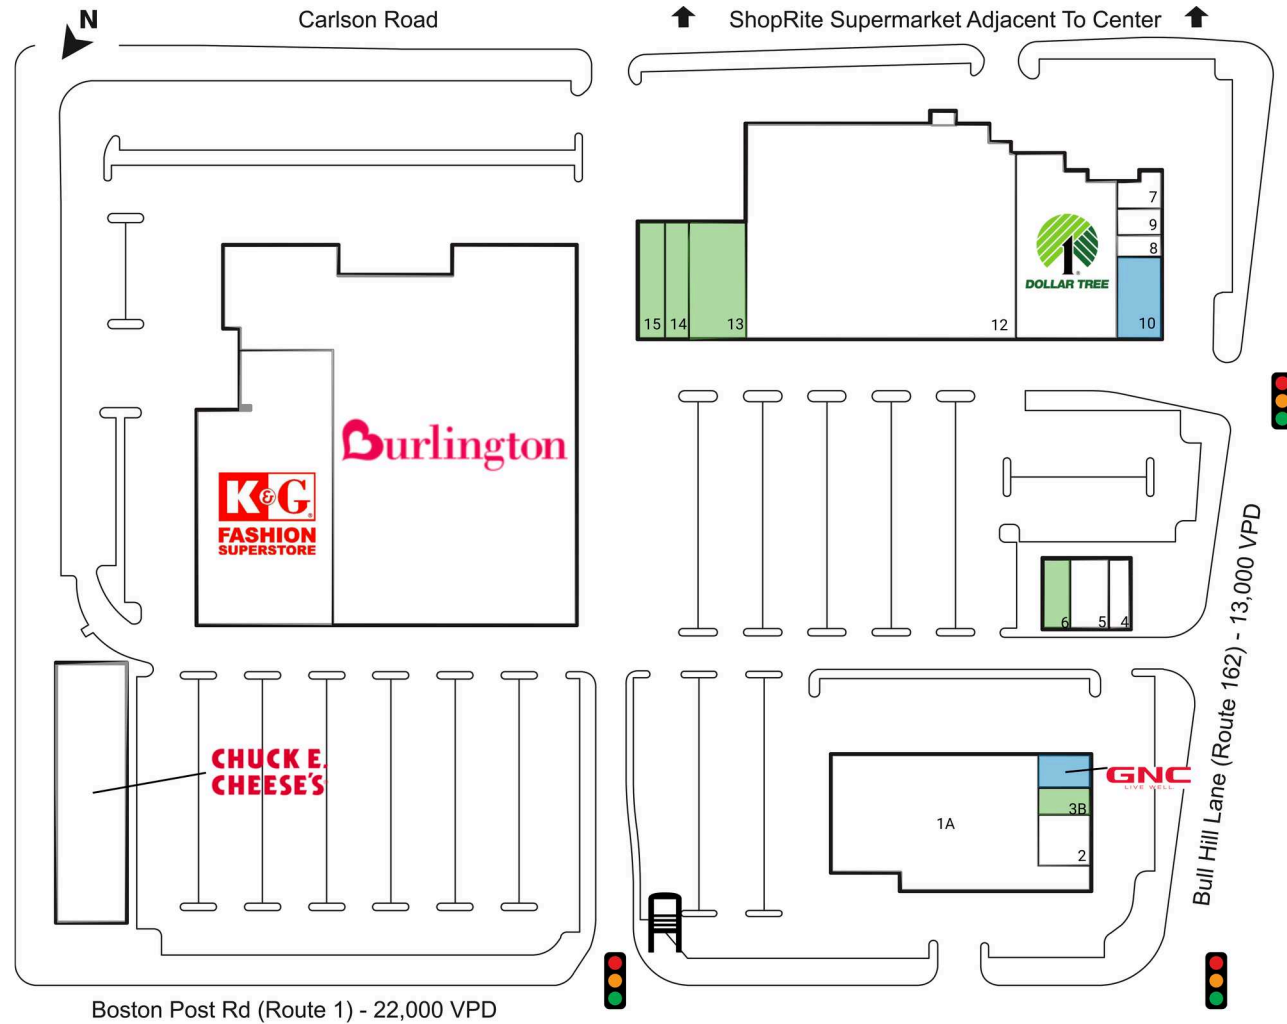 N
Carlson Road
ShopRite Supermarket Adjacent To Center
7
9
8
10
1
DOLLAR TREE
15
14
13
12
Burlington
K&G
FASHION
SUPERSTORE
6
5
4
Bull Hill Lane (Route 162) - 13,000 VPD
CHUCK E.
CHEESE'S
GNC
LIVE WELL
3B
1A
2
Boston Post Rd (Route 1) - 22,000 VPD